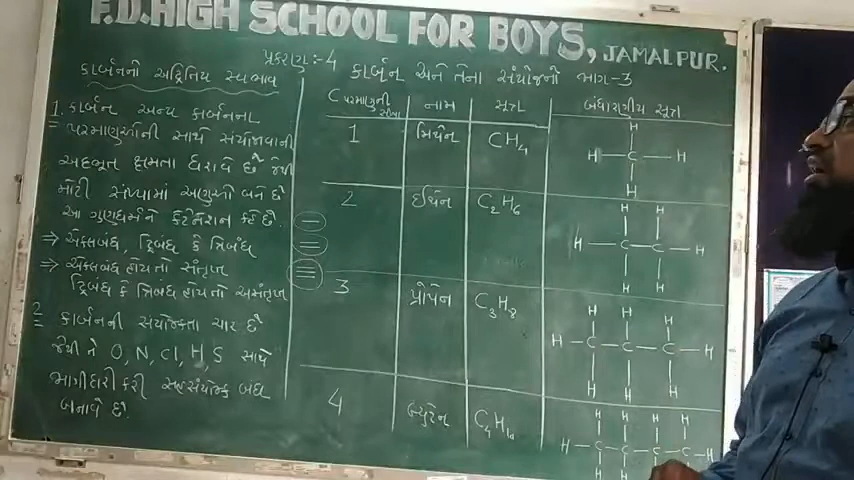 F.D. HIGH SCHOOL FOR BOYS, JAMALPUR.
પ્રકરણ:-4 કાર્બન અને તેના સંયોજનો ભાગ-3
કાર્બનનો અદ્વિતિય સ્વભાવ
1. કાર્બન અન્ય કાર્બનના
પરમાણુઓની સાથે સંયોજાવાની
અદભૂત ક્ષમતા ધરાવે છે જેથી
મોટી સંખ્યામાં અણુઓ બને છે
આ ગુણધર્મને કેટેનેશન કહે છે.
⇒ એકલબંધ, દ્વિબંધ કે ત્રિબંધ
⇒ એકલબંધ હોય તો સંતૃપ્ત
દ્વિબંધ કે ત્રિબંધ હોય તો અસંતૃપ્ત
2 કાર્બનની સંયોજકતા ચાર છે
જેથી તે O, N, Cl, H, S સાથે
ભાગીદારી કરી સહસંયોજક બંધ
બનાવે છે.
C પરમાણુની સંખ્યા નામ સૂત્ર બંધારણીય સૂત્ર
1 મિથેન CH4
H
H-C-H
H
2 ઈથેન C2H6
H H
H-C-C-H
H H
3 પ્રોપેન C3H8
H H H
H-C-C-C-H
H H H
4 બ્યુટેન C4H10
H H H H
H-C-C-C-C-H
H H